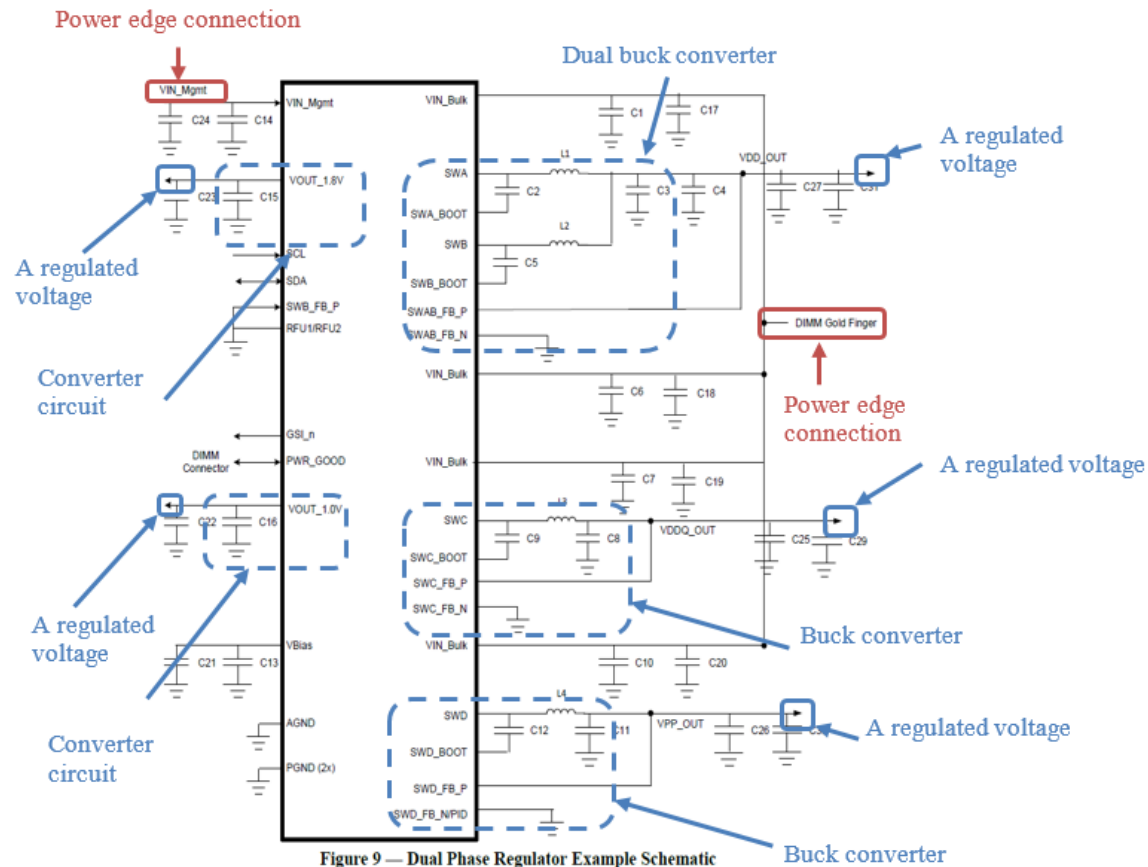 Power edge connection
Dual buck converter
VIN_Mgmt
VIN_Mgmt
VIN_Bulk
C24
C14
C1
C17
A regulated
voltage
L1
VDD_OUT
SWA
VOUT_1.8V
C23
C15
C2
C3
C4
C27
C31
SWA_BOOT
L2
SWB
SCL
C5
A regulated
voltage
SDA
SWB_BOOT
SWB_FB_P
SWAB_FB_P
RFU1/RFU2
SWAB_FB_N
DIMM Gold Finger
Converter
circuit
VIN_Bulk
C6
C18
Power edge
connection
GSI_n
DIMM
Connector
PWR_GOOD
VIN_Bulk
C7
C19
A regulated voltage
L3
VOUT_1.0V
SWC
VDDQ_OUT
C22
C16
C9
C8
C25
C29
SWC_BOOT
SWC_FB_P
SWC_FB_N
A regulated
voltage
Buck converter
VBias
VIN_Bulk
C21
C13
C10
C20
L4
AGND
SWD
VPP_OUT
A regulated voltage
C12
C11
C26
Converter
circuit
SWD_BOOT
PGND (2x)
SWD_FB_P
SWD_FB_N/PID
Buck converter
Figure 9 — Dual Phase Regulator Example Schematic